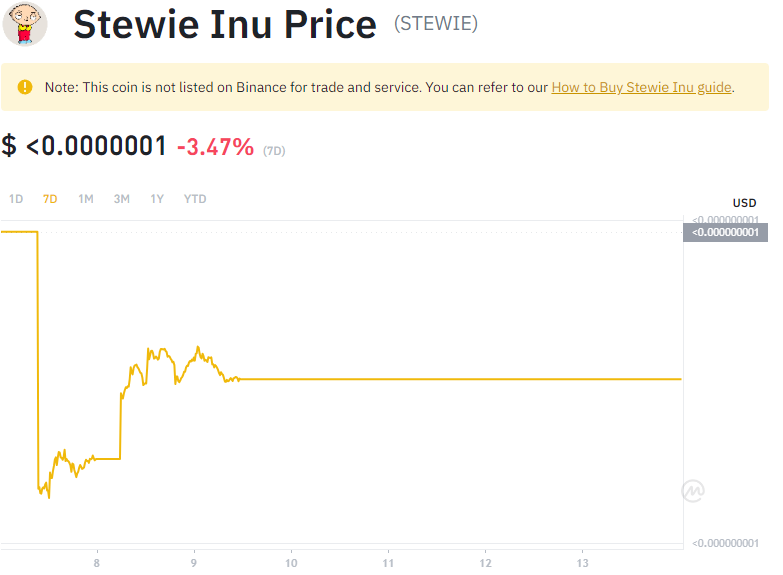 Stewie Inu Price (STEWIE)
Note: This coin is not listed on Binance for trade and service. You can refer to our How to Buy Stewie Inu guide.
$ <0.0000001 -3.47% (7D)
1D 7D 1M 3M 1Y YTD
USD
<0.000000001
<0.000000001
<0.000000001
8 9 10 11 12 13